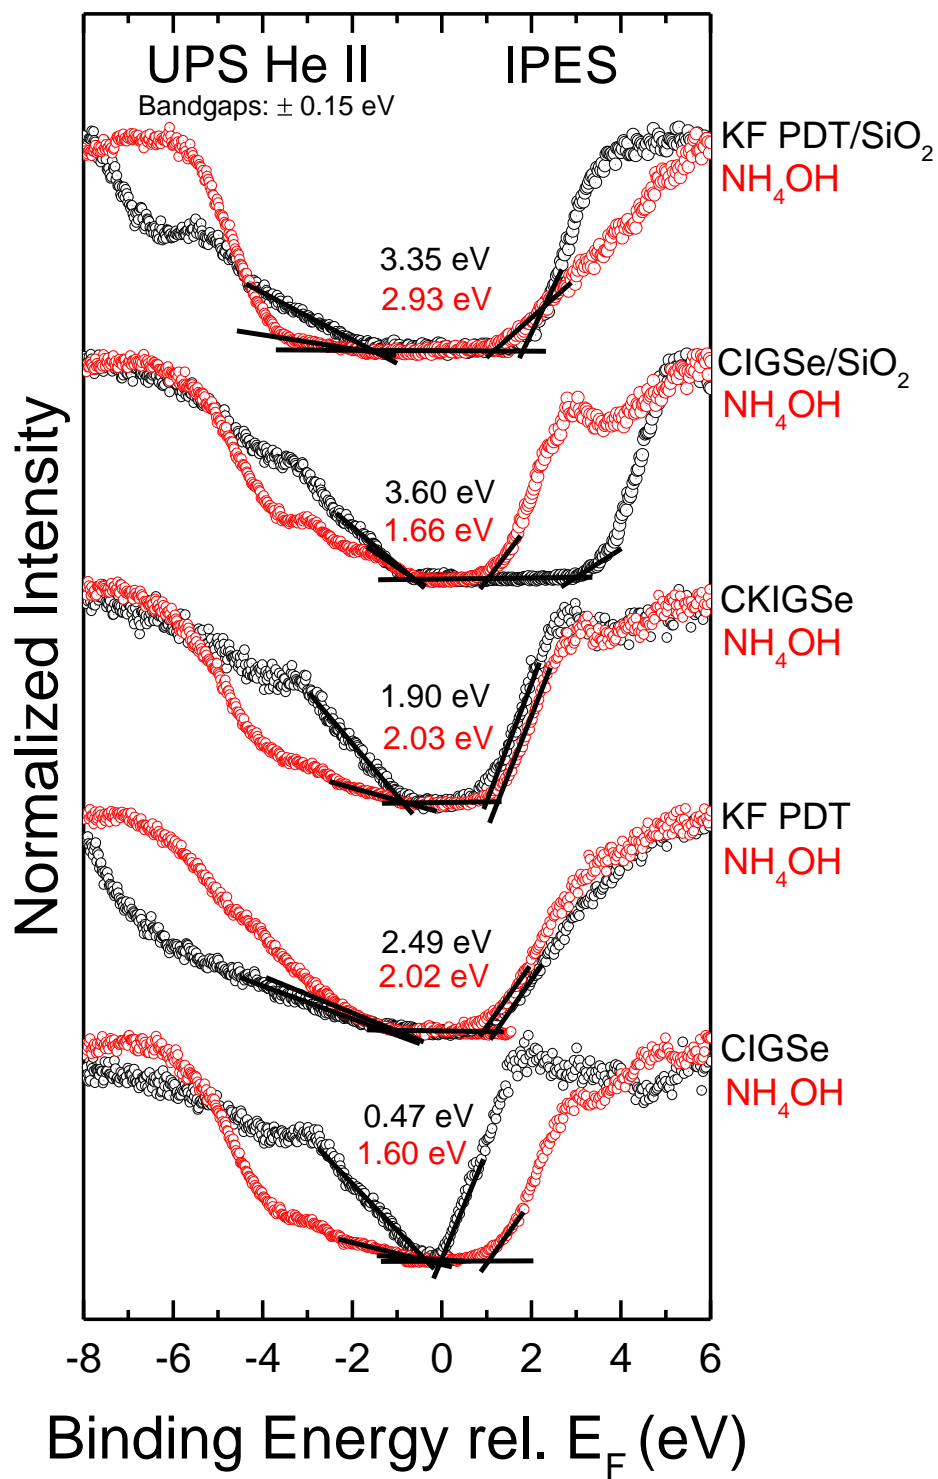 UPS He II
IPES
Bandgaps: ± 0.15 eV
KF PDT/SiO₂
NH₄OH
3.35 eV
2.93 eV
CIGSe/SiO₂
NH₄OH
3.60 eV
1.66 eV
CKIGSe
NH₄OH
1.90 eV
2.03 eV
KF PDT
NH₄OH
2.49 eV
2.02 eV
CIGSe
NH₄OH
0.47 eV
1.60 eV
Normalized Intensity
-8 -6 -4 -2 0 2 4 6
Binding Energy rel. E_F (eV)